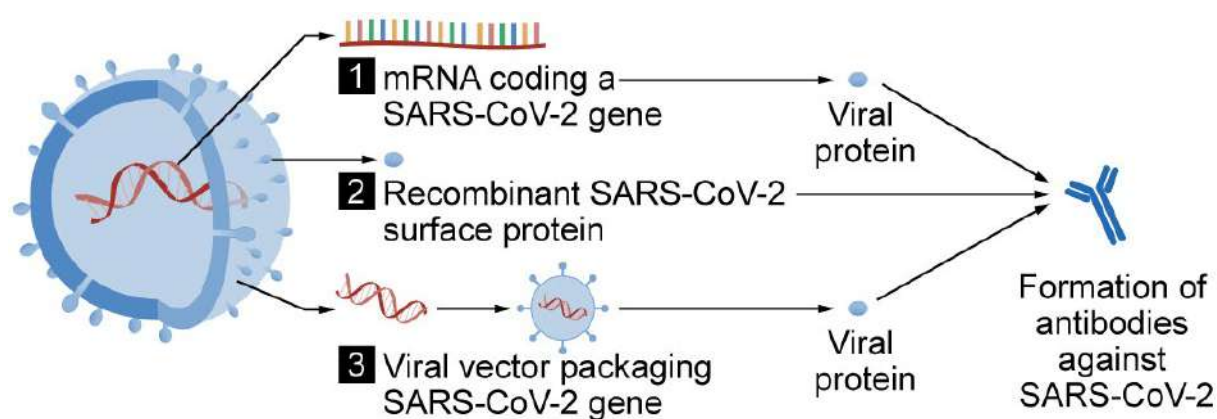 1 mRNA coding a
SARS-CoV-2 gene
Viral
protein
2 Recombinant SARS-CoV-2
surface protein
3 Viral vector packaging
SARS-CoV-2 gene
Viral
protein
Formation of
antibodies
against
SARS-CoV-2